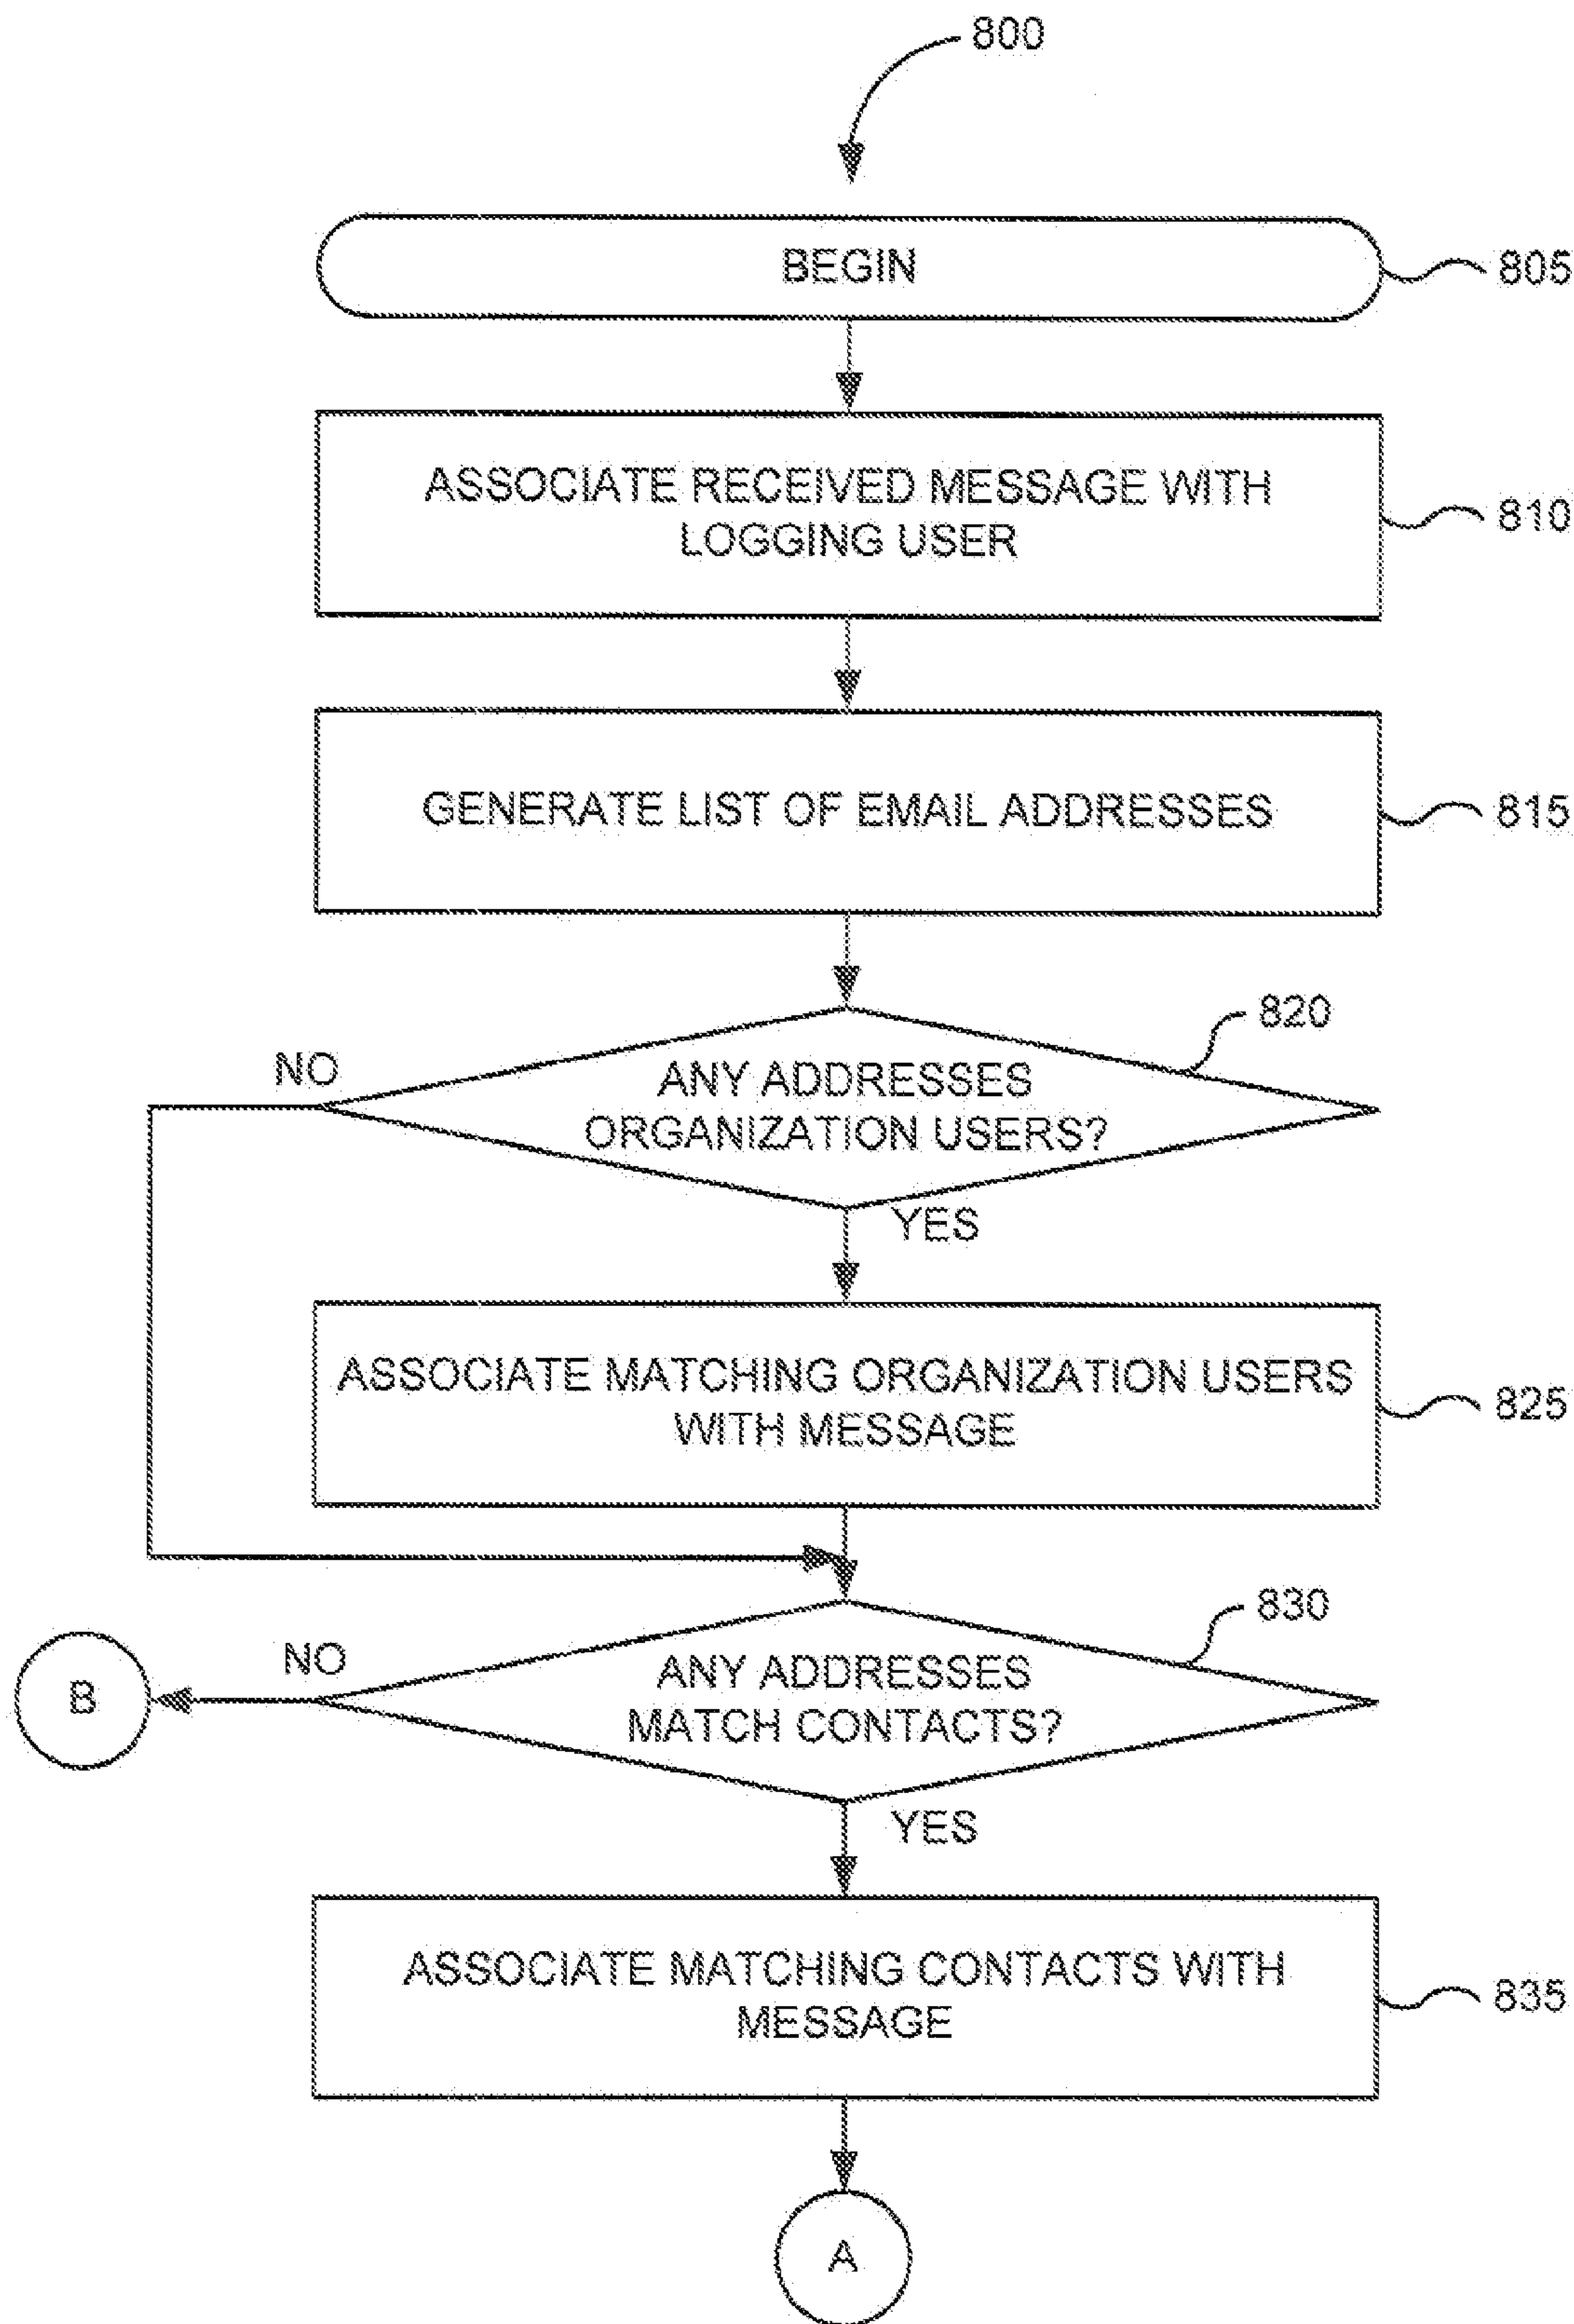 800
BEGIN
805
ASSOCIATE RECEIVED MESSAGE WITH
LOGGING USER
810
GENERATE LIST OF EMAIL ADDRESSES
815
820
NO
ANY ADDRESSES
ORGANIZATION USERS?
YES
ASSOCIATE MATCHING ORGANIZATION USERS
WITH MESSAGE
825
830
B
NO
ANY ADDRESSES
MATCH CONTACTS?
YES
ASSOCIATE MATCHING CONTACTS WITH
MESSAGE
835
A